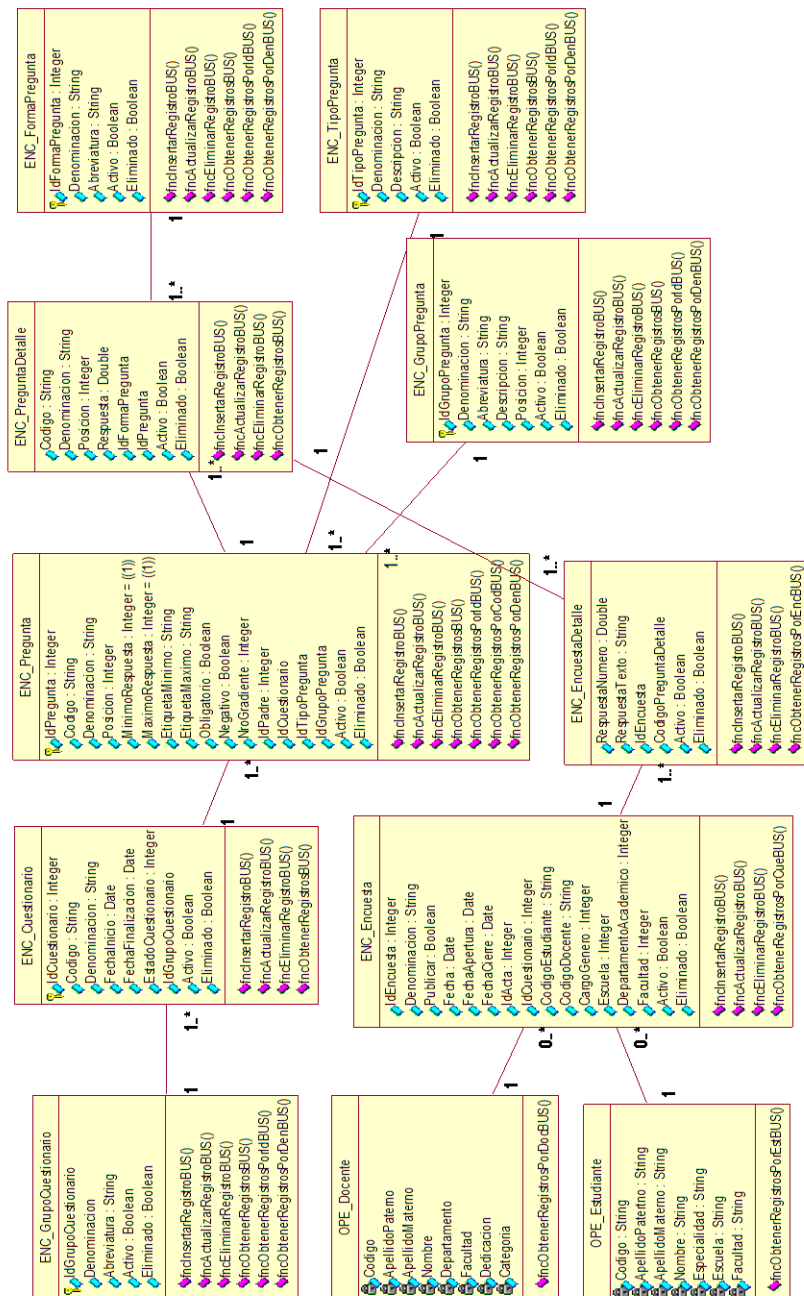 ENC_GrupoCuestionario
IdGrupoCuestionario
Denominacion
Abreviatura : String
Activo : Boolean
Eliminado : Boolean
fncInsertarRegistroBUS()
fncActualizarRegistroBUS()
fncEliminarRegistroBUS()
fncObtenerRegistrosBUS()
fncObtenerRegistrosPorIdBUS()
fncObtenerRegistrosPorDenBUS()
1
1..*
ENC_Cuestionario
IdCuestionario : Integer
Codigo : String
Denominacion : String
FechaInicio : Date
FechaFinalizacion : Date
EstadoCuestionario : Integer
IdGrupoCuestionario
Activo : Boolean
Eliminado : Boolean
fncInsertarRegistroBUS()
fncActualizarRegistroBUS()
fncEliminarRegistroBUS()
fncObtenerRegistrosBUS()
1
1..*
ENC_Pregunta
IdPregunta : Integer
Codigo : String
Denominacion : String
Posicion : Integer
MinimoRespuesta : Integer = ((1))
MaximoRespuesta : Integer = ((1))
EtiquetaMinimo : String
EtiquetaMaximo : String
Obligatorio : Boolean
Negativo : Boolean
NroGradiente : Integer
IdPadre : Integer
IdCuestionario
IdTipoPregunta
IdGrupoPregunta
Activo : Boolean
Eliminado : Boolean
fncInsertarRegistroBUS()
fncActualizarRegistroBUS()
fncEliminarRegistroBUS()
fncObtenerRegistrosBUS()
fncObtenerRegistrosPorIdBUS()
fncObtenerRegistrosPorCodBUS()
fncObtenerRegistrosPorDenBUS()
1
1..*
1..*
1..*
ENC_PreguntaDetalle
Codigo : String
Denominacion : String
Posicion : Integer
Respuesta : Double
IdFormaPregunta
IdPregunta
Activo : Boolean
Eliminado : Boolean
fncInsertarRegistroBUS()
fncActualizarRegistroBUS()
fncEliminarRegistroBUS()
fncObtenerRegistrosBUS()
1..*
1
1
ENC_FormaPregunta
IdFormaPregunta : Integer
Denominacion : String
Abreviatura : String
Activo : Boolean
Eliminado : Boolean
fncInsertarRegistroBUS()
fncActualizarRegistroBUS()
fncEliminarRegistroBUS()
fncObtenerRegistrosBUS()
fncObtenerRegistrosPorIdBUS()
fncObtenerRegistrosPorDenBUS()
OPE_Docente
Codigo
ApellidoPaterno
ApellidoMaterno
Nombre
Departamento
Facultad
Dedicacion
Categoria
fncObtenerRegistrosPorDocBUS()
1
0..*
OPE_Estudiante
Codigo : String
ApellidoPatertno : String
ApellidoMaterno : String
Nombre : String
Especialidad : String
Escuela : String
Facultad : String
fncObtenerRegistrosPorEstBUS()
1
0..*
ENC_Encuesta
IdEncuesta : Integer
Denominacion : String
Publicar : Boolean
Fecha : Date
FechaApertura : Date
FechaCierre : Date
IdActa : Integer
IdCuestionario : Integer
CodigoEstudiante : String
CodigoDocente : String
CargoGenero : Integer
Escuela : Integer
DepartamentoAcademico : Integer
Facultad : Integer
Activo : Boolean
Eliminado : Boolean
fncInsertarRegistroBUS()
fncActualizarRegistroBUS()
fncEliminarRegistroBUS()
fncObtenerRegistrosPorCueBUS()
1
1..*
ENC_EncuestaDetalle
RespuestaNumero : Double
RespuestaTexto : String
IdEncuesta
CodigoPreguntaDetalle
Activo : Boolean
Eliminado : Boolean
fncInsertarRegistroBUS()
fncActualizarRegistroBUS()
fncEliminarRegistroBUS()
fncObtenerRegistrosPorEncBUS()
1..*
1
ENC_GrupoPregunta
IdGrupoPregunta : Integer
Denominacion : String
Abreviatura : String
Descripcion : String
Posicion : Integer
Activo : Boolean
Eliminado : Boolean
fncInsertarRegistroBUS()
fncActualizarRegistroBUS()
fncEliminarRegistroBUS()
fncObtenerRegistrosBUS()
fncObtenerRegistrosPorIdBUS()
fncObtenerRegistrosPorDenBUS()
1
1
ENC_TipoPregunta
IdTipoPregunta : Integer
Denominacion : String
Descripcion : String
Activo : Boolean
Eliminado : Boolean
fncInsertarRegistroBUS()
fncActualizarRegistroBUS()
fncEliminarRegistroBUS()
fncObtenerRegistrosBUS()
fncObtenerRegistrosPorIdBUS()
fncObtenerRegistrosPorDenBUS()